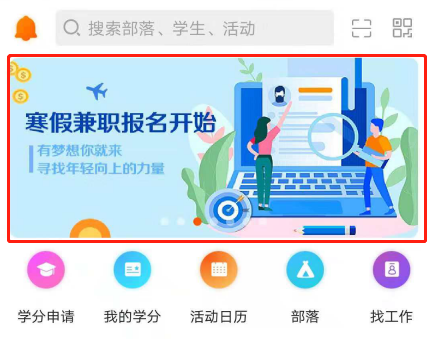 搜索部落、学生、活动
寒假兼职报名开始
有梦想你就来
寻找年轻向上的力量
学分申请 我的学分 活动日历 部落 找工作